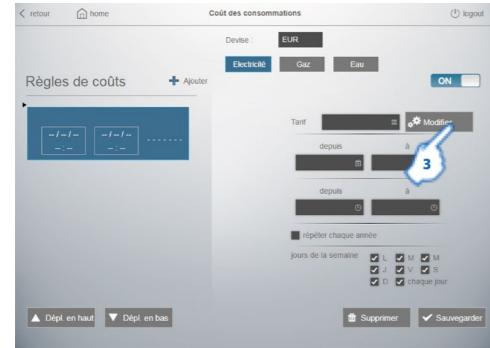 retour home Coût des consommations logout
Devise : EUR
Electricité Gaz Eau
Règles de coûts Ajouter ON
Tarif Modifier
-- / -- / -- -- / -- / -- -------
-- : -- -- : --
depuis à
3
depuis à
répéter chaque année
jours de la semaine L M M
J V S
D chaque jour
Dépl. en haut Dépl. en bas Supprimer Sauvegarder